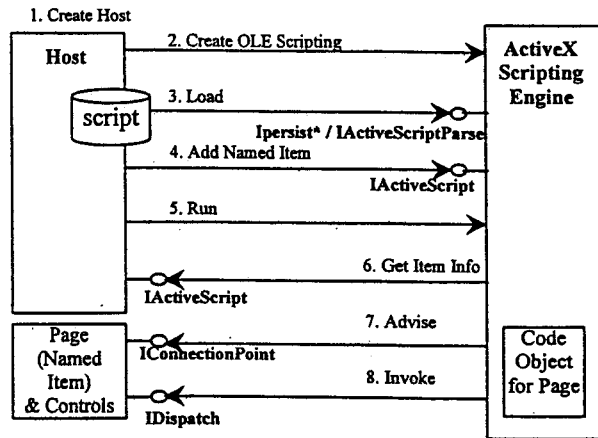 1. Create Host
Host
script
2. Create OLE Scripting
3. Load
Ipersist* / IActiveScriptParse
4. Add Named Item
IActiveScript
5. Run
6. Get Item Info
IActiveScript
7. Advise
IConnectionPoint
8. Invoke
IDispatch
Page
(Named
Item)
& Controls
ActiveX
Scripting
Engine
Code
Object
for Page